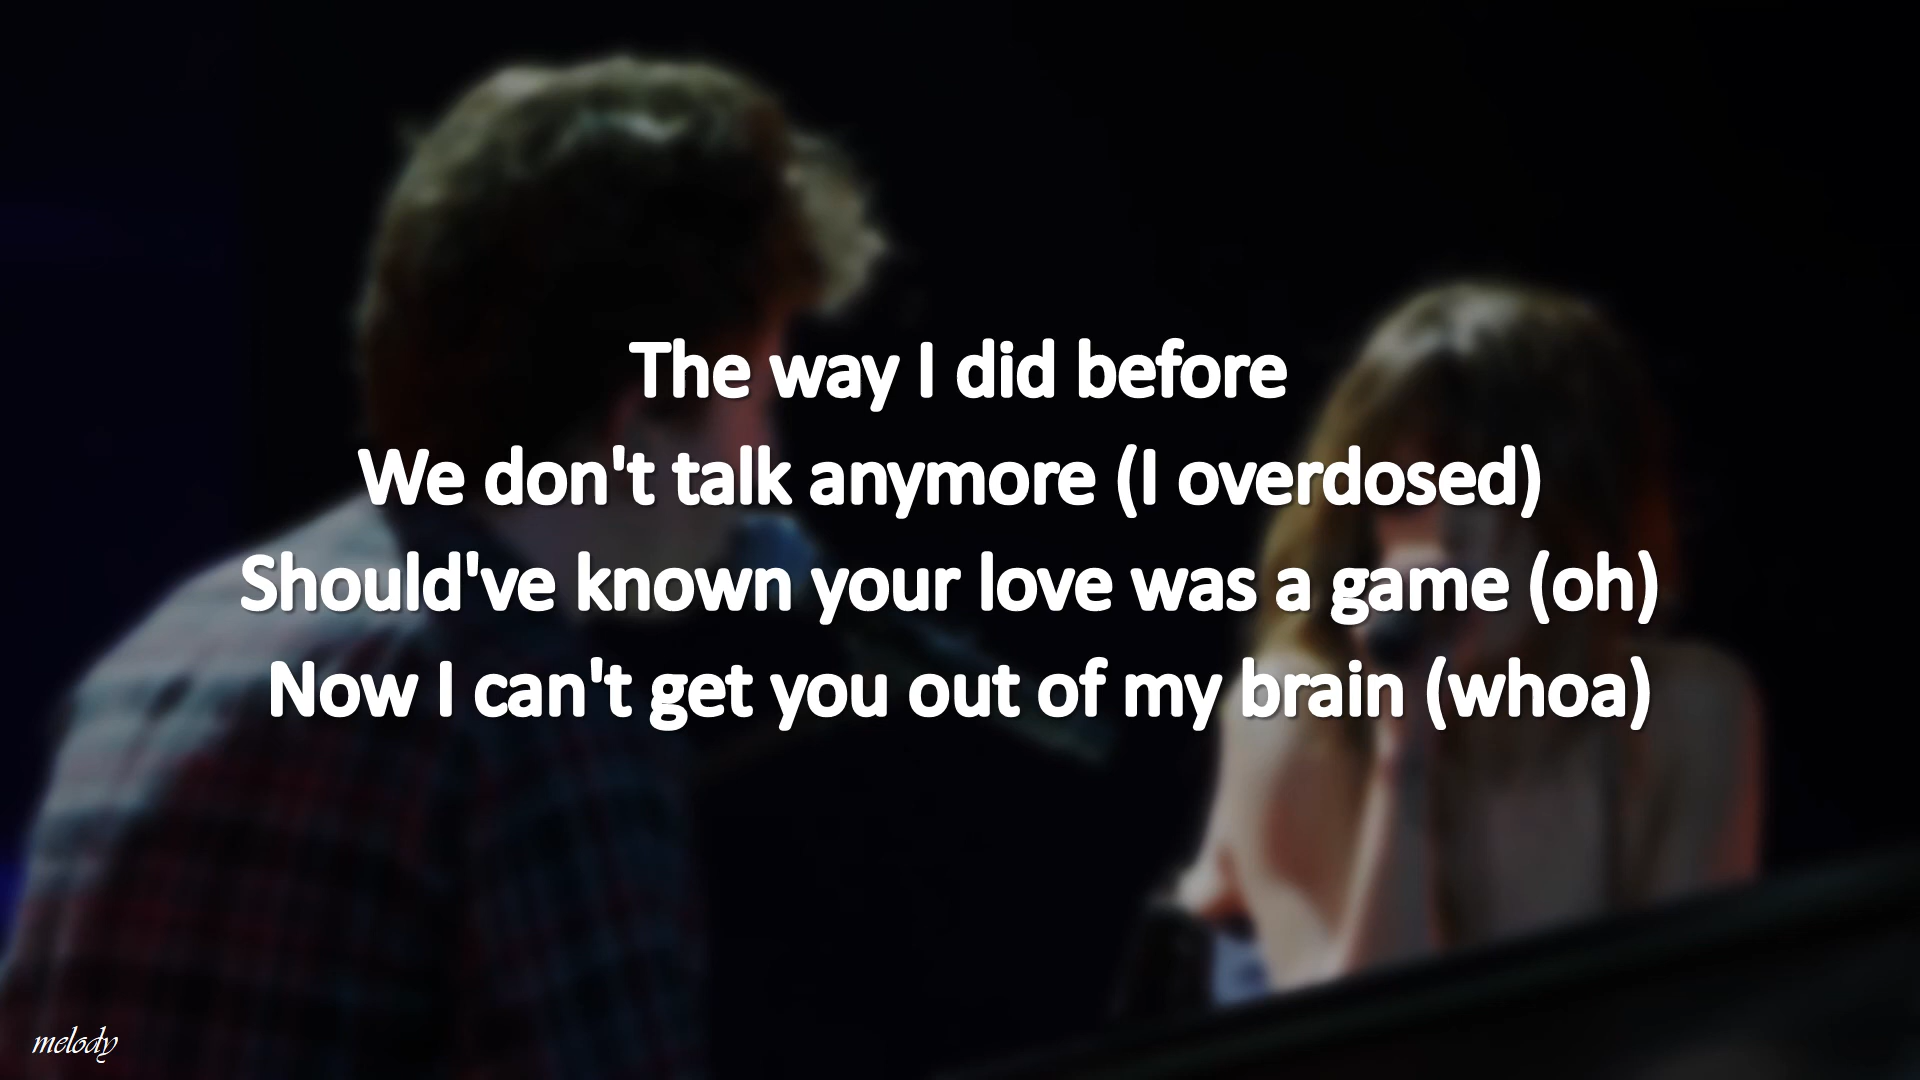 The way I did before
We don't talk anymore (I overdosed)
Should've known your love was a game (oh)
Now I can't get you out of my brain (whoa)
melody